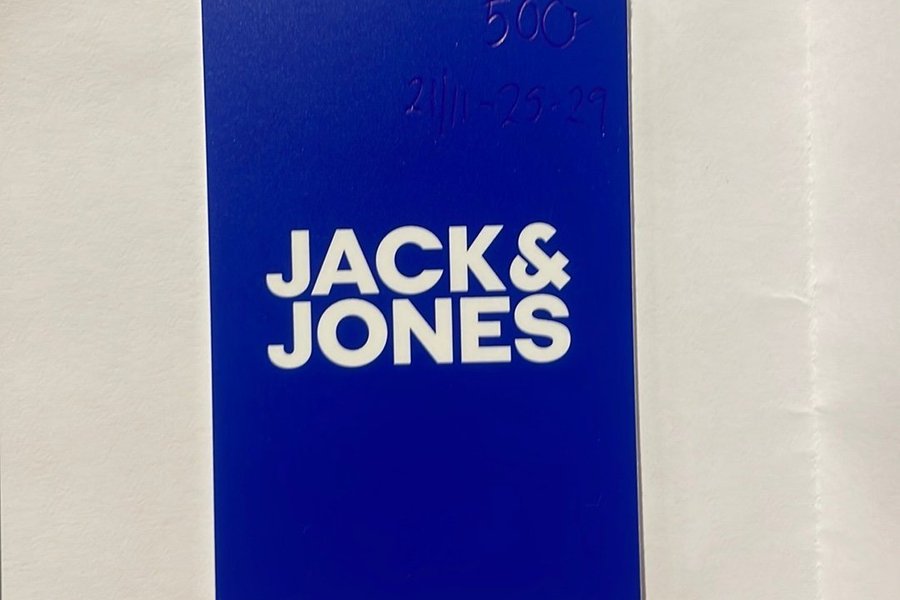 500,-
21/11-25-29
JACK&
JONES